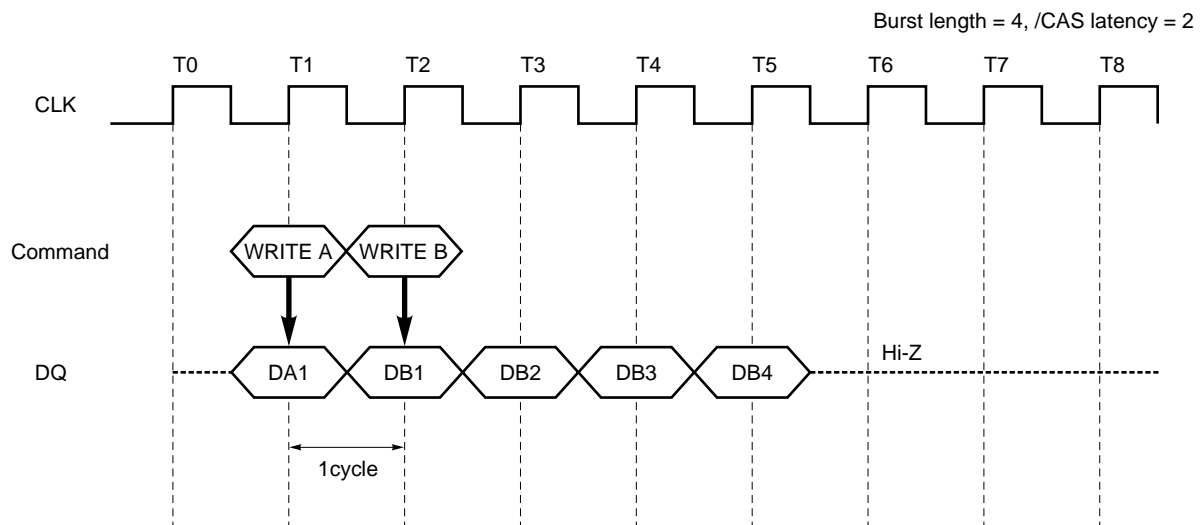 Burst length = 4, /CAS latency = 2
T0 T1 T2 T3 T4 T5 T6 T7 T8
CLK
Command WRITE A WRITE B
Hi-Z
DQ DA1 DB1 DB2 DB3 DB4
1cycle